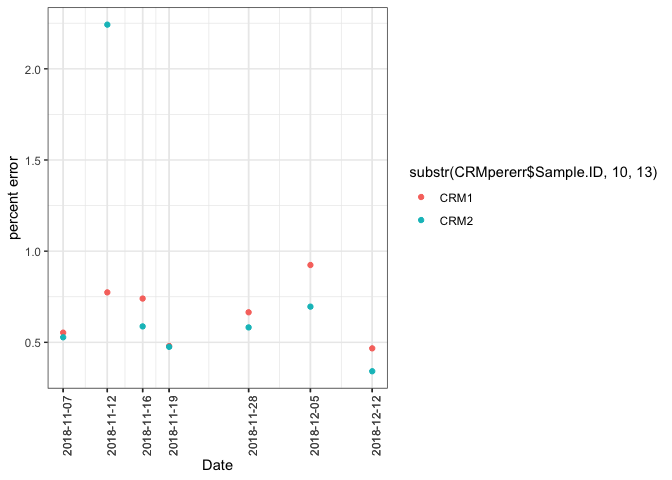 2.0
1.5
1.0
0.5
percent error
2018-11-07
2018-11-12
2018-11-16
2018-11-19
2018-11-28
2018-12-05
2018-12-12
Date
substr(CRMpererr$Sample.ID, 10, 13)
CRM1
CRM2